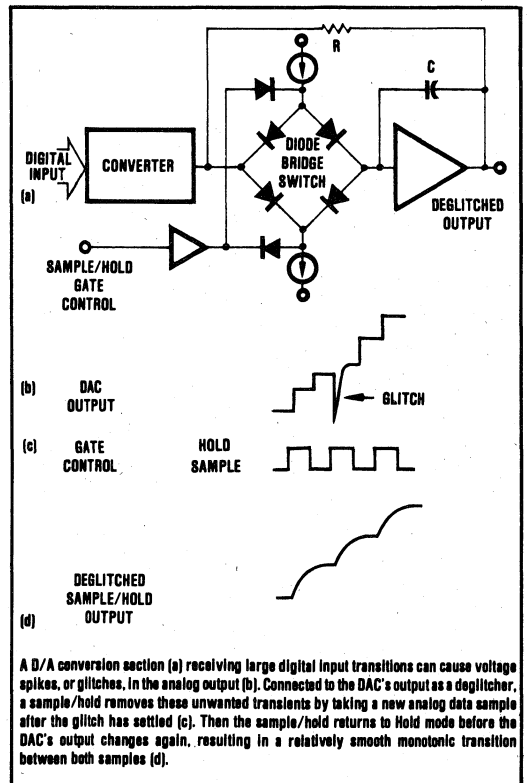 R
C
DIGITAL
INPUT
CONVERTER
DIODE
BRIDGE
SWITCH
(a)
DEGLITCHED
OUTPUT
SAMPLE/HOLD
GATE
CONTROL
(b)
DAC
OUTPUT
GLITCH
(c)
GATE
CONTROL
HOLD
SAMPLE
DEGLITCHED
SAMPLE/HOLD
OUTPUT
(d)
A D/A conversion section (a) receiving large digital input transitions can cause voltage
spikes, or glitches, in the analog output (b). Connected to the DAC's output as a deglitcher,
a sample/hold removes these unwanted transients by taking a new analog data sample
after the glitch has settled (c). Then the sample/hold returns to Hold mode before the
DAC's output changes again, resulting in a relatively smooth monotonic transition
between both samples (d).